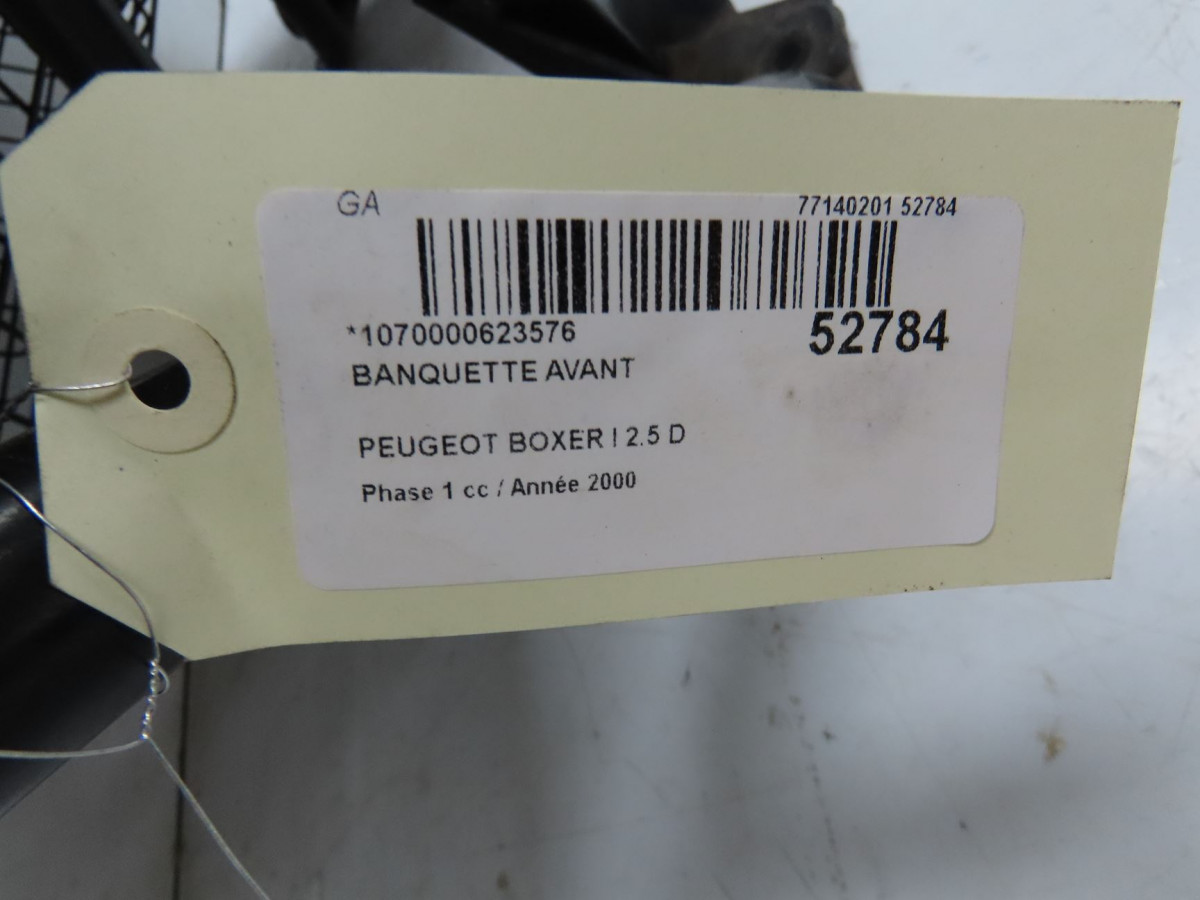 GA 77140201 52784
*1070000623576 52784
BANQUETTE AVANT
PEUGEOT BOXER I 2.5 D
Phase 1 cc / Année 2000